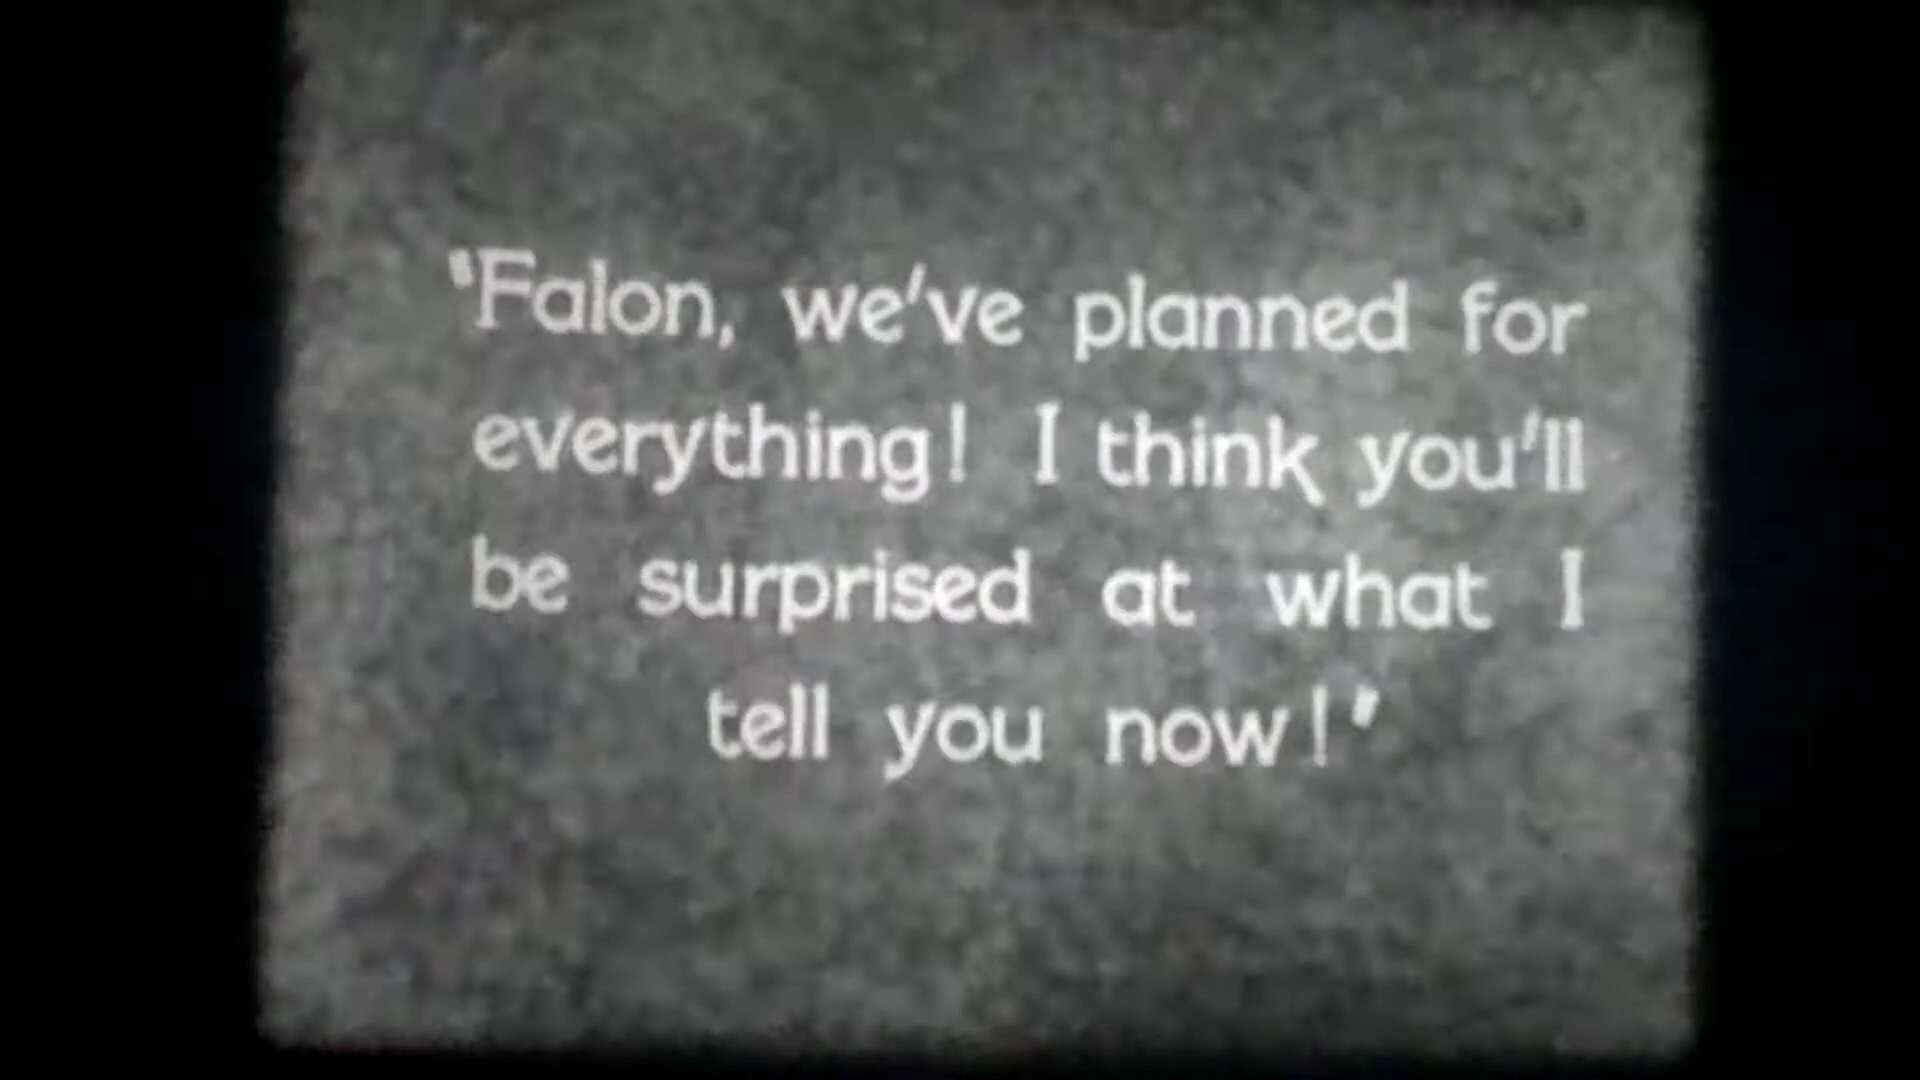 "Falon, we've planned for
everything! I think you'll
be surprised at what I
tell you now!"